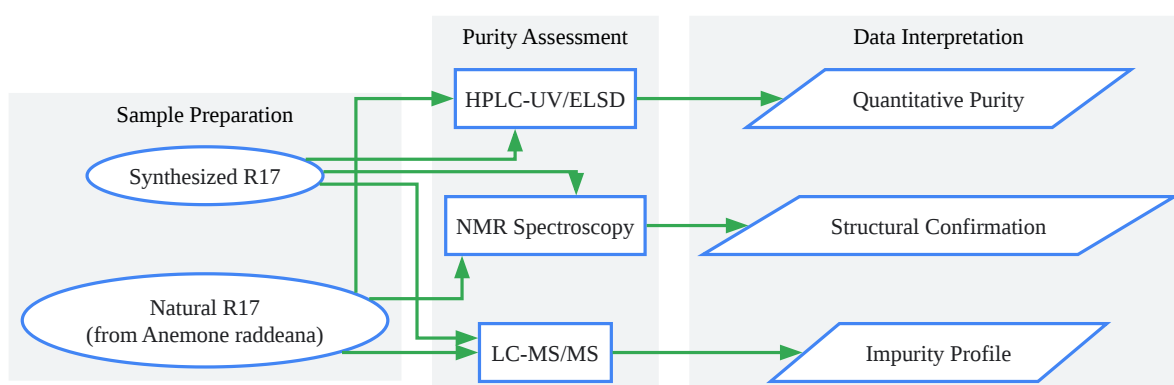 Sample Preparation
Synthesized R17
Natural R17
(from Anemone raddeana)
Purity Assessment
HPLC-UV/ELSD
NMR Spectroscopy
LC-MS/MS
Data Interpretation
Quantitative Purity
Structural Confirmation
Impurity Profile